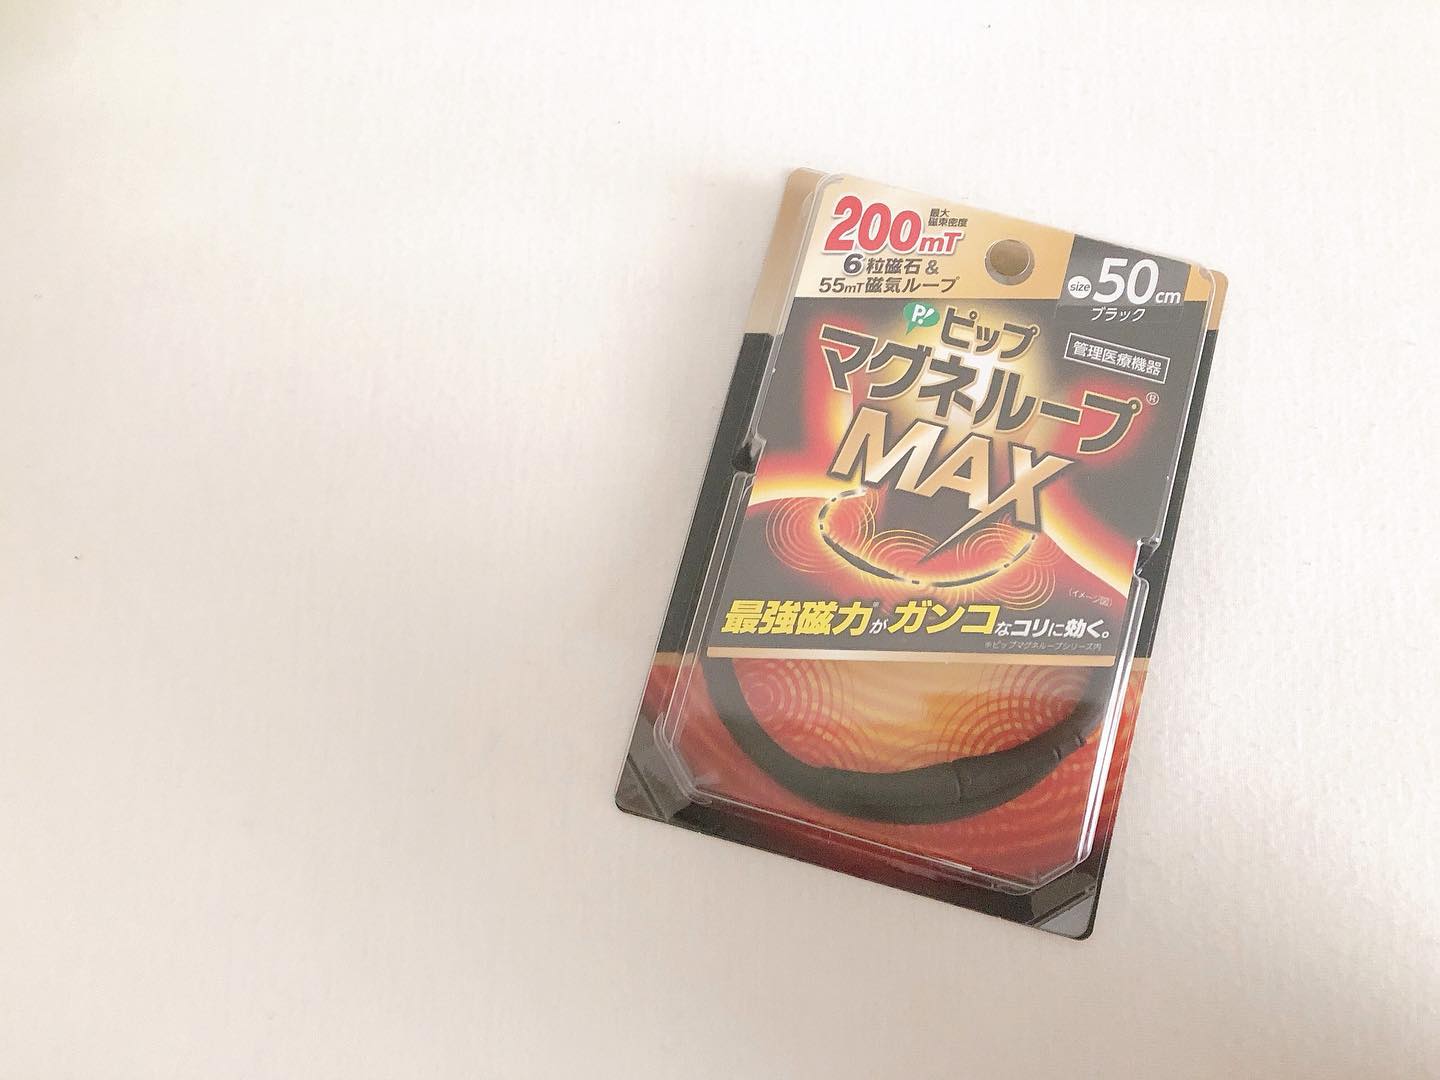 200mT
最大
磁束密度
6粒磁石&
55mT磁気ループ
size 50cm
ブラック
P!
ピップ
管理医療機器
マグネループ®
MAX
(イメージ図)
最強磁力※がガンコなコリに効く。
※ピップマグネループシリーズ内